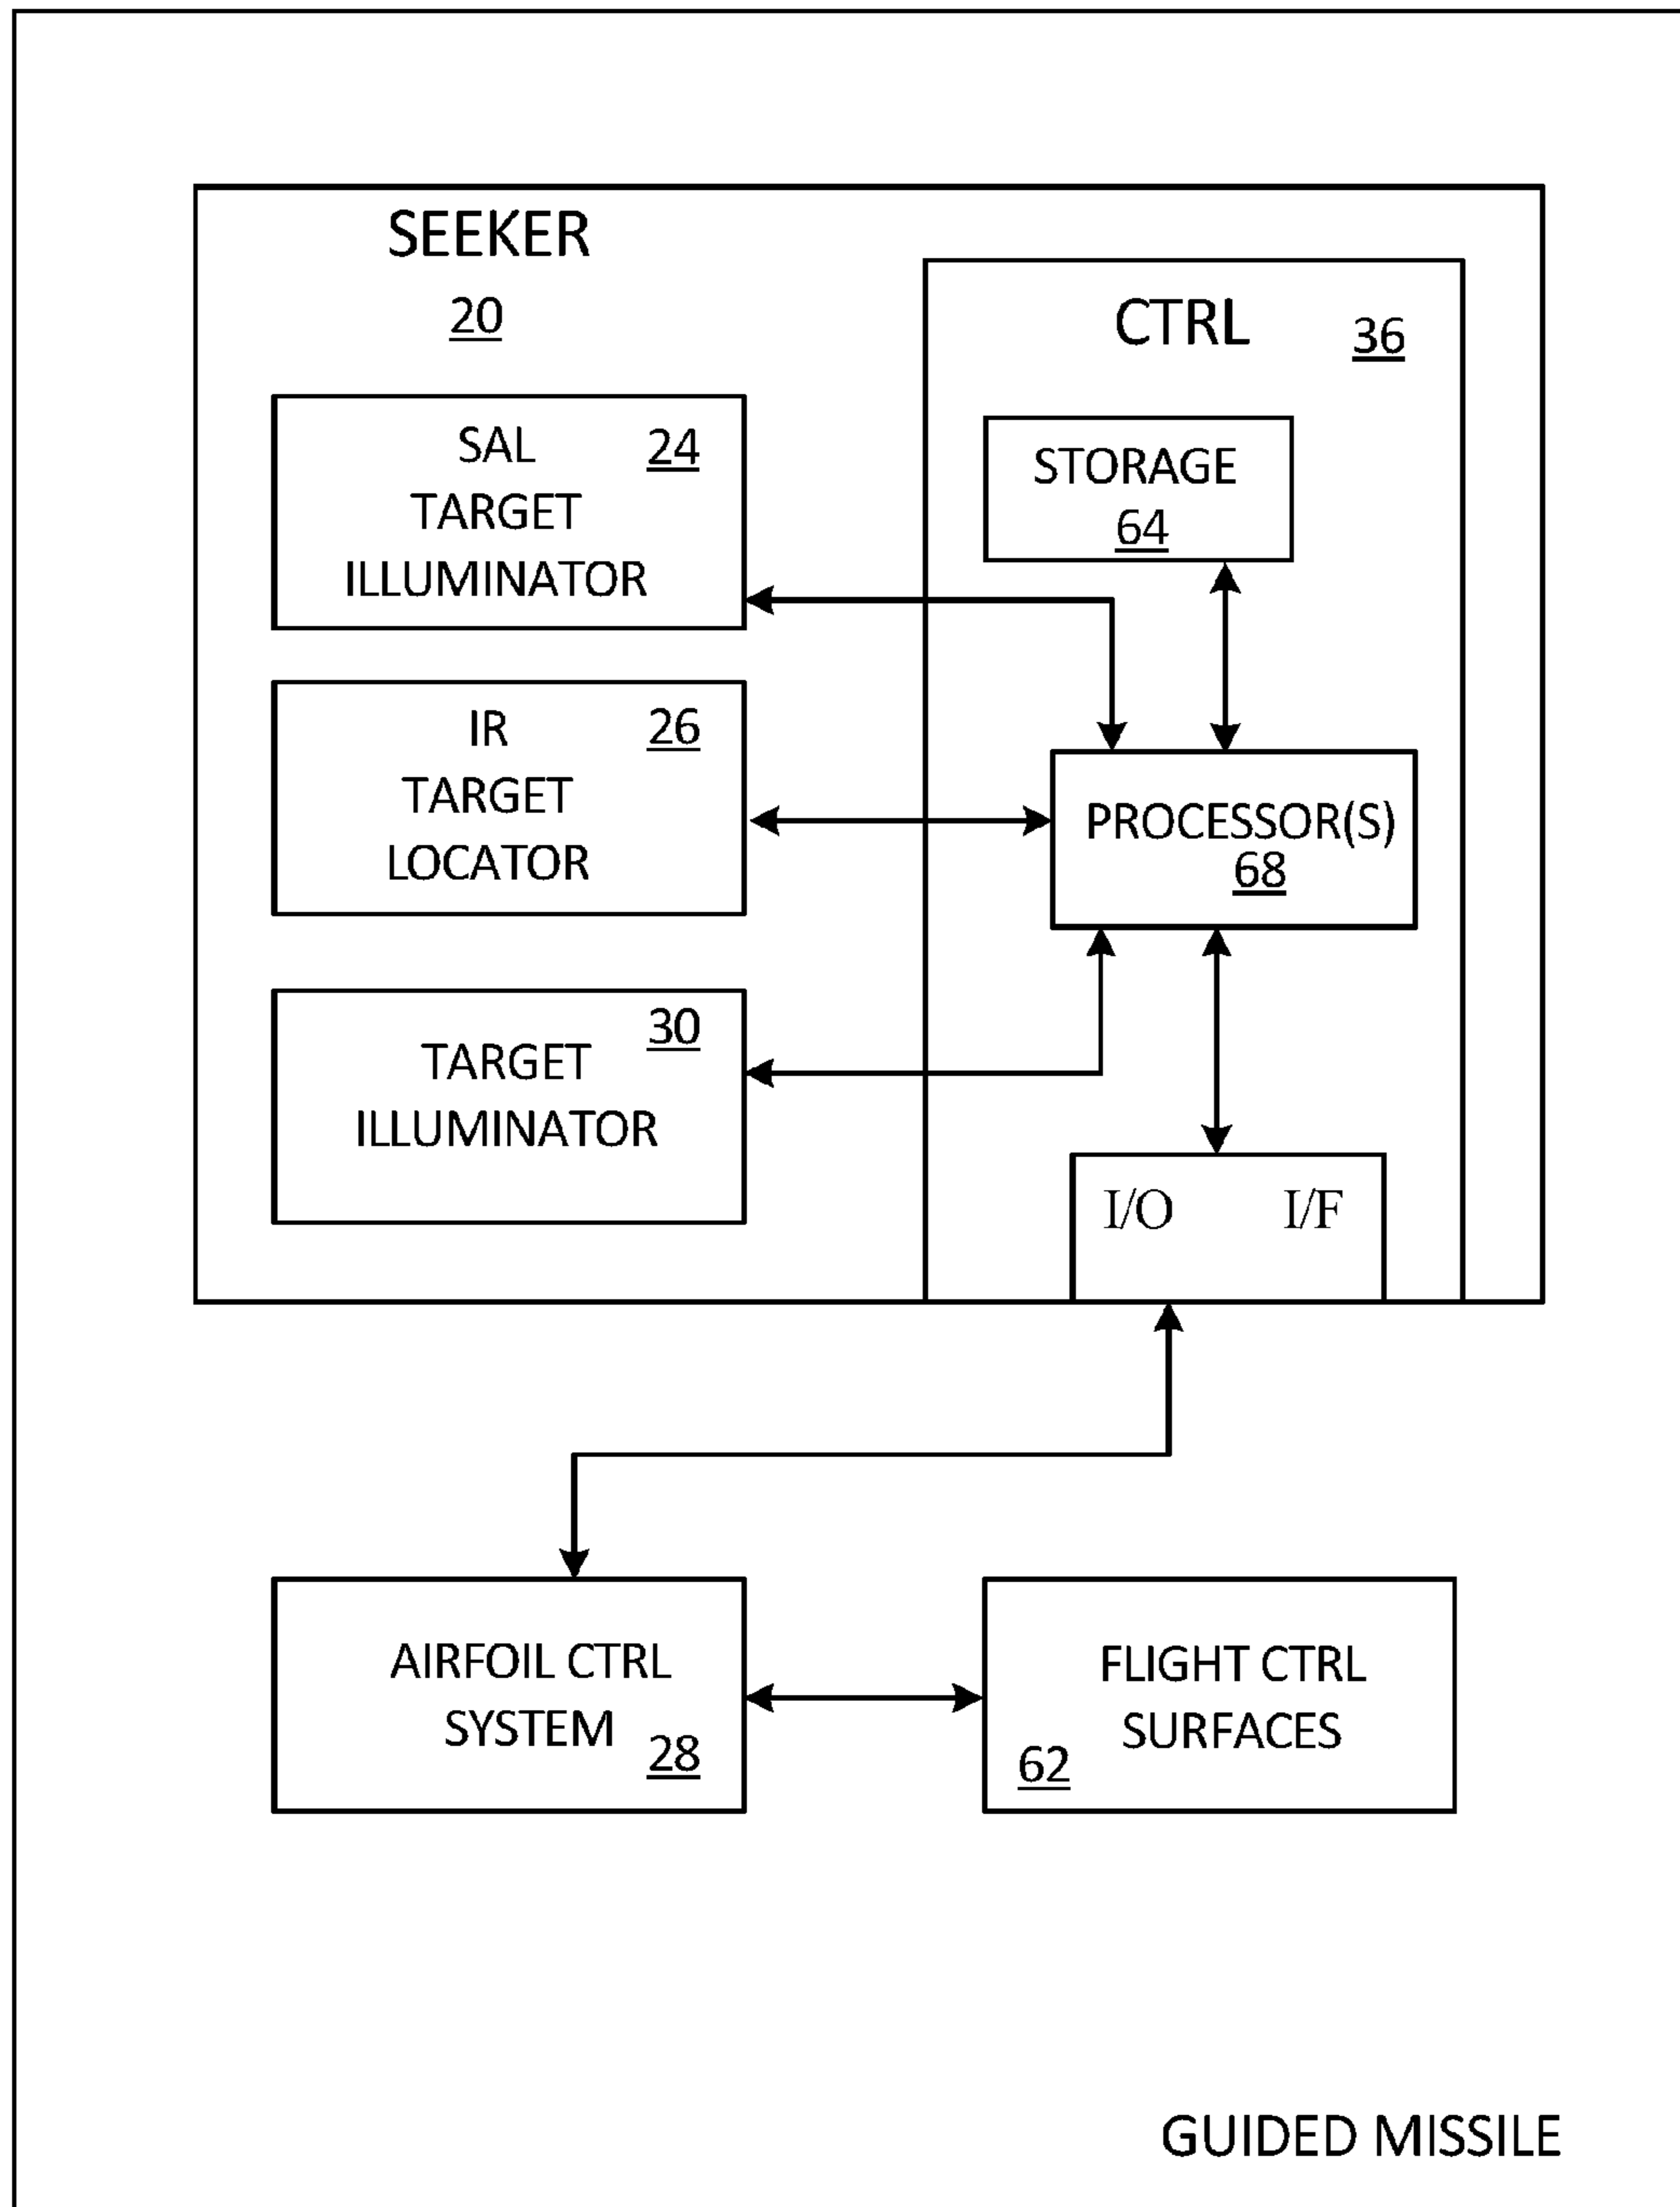 SEEKER
20
CTRL
36
SAL
24
TARGET
ILLUMINATOR
STORAGE
64
IR
26
TARGET
LOCATOR
PROCESSOR(S)
68
30
TARGET
ILLUMINATOR
I/O I/F
AIRFOIL CTRL
SYSTEM
28
FLIGHT CTRL
SURFACES
62
GUIDED MISSILE